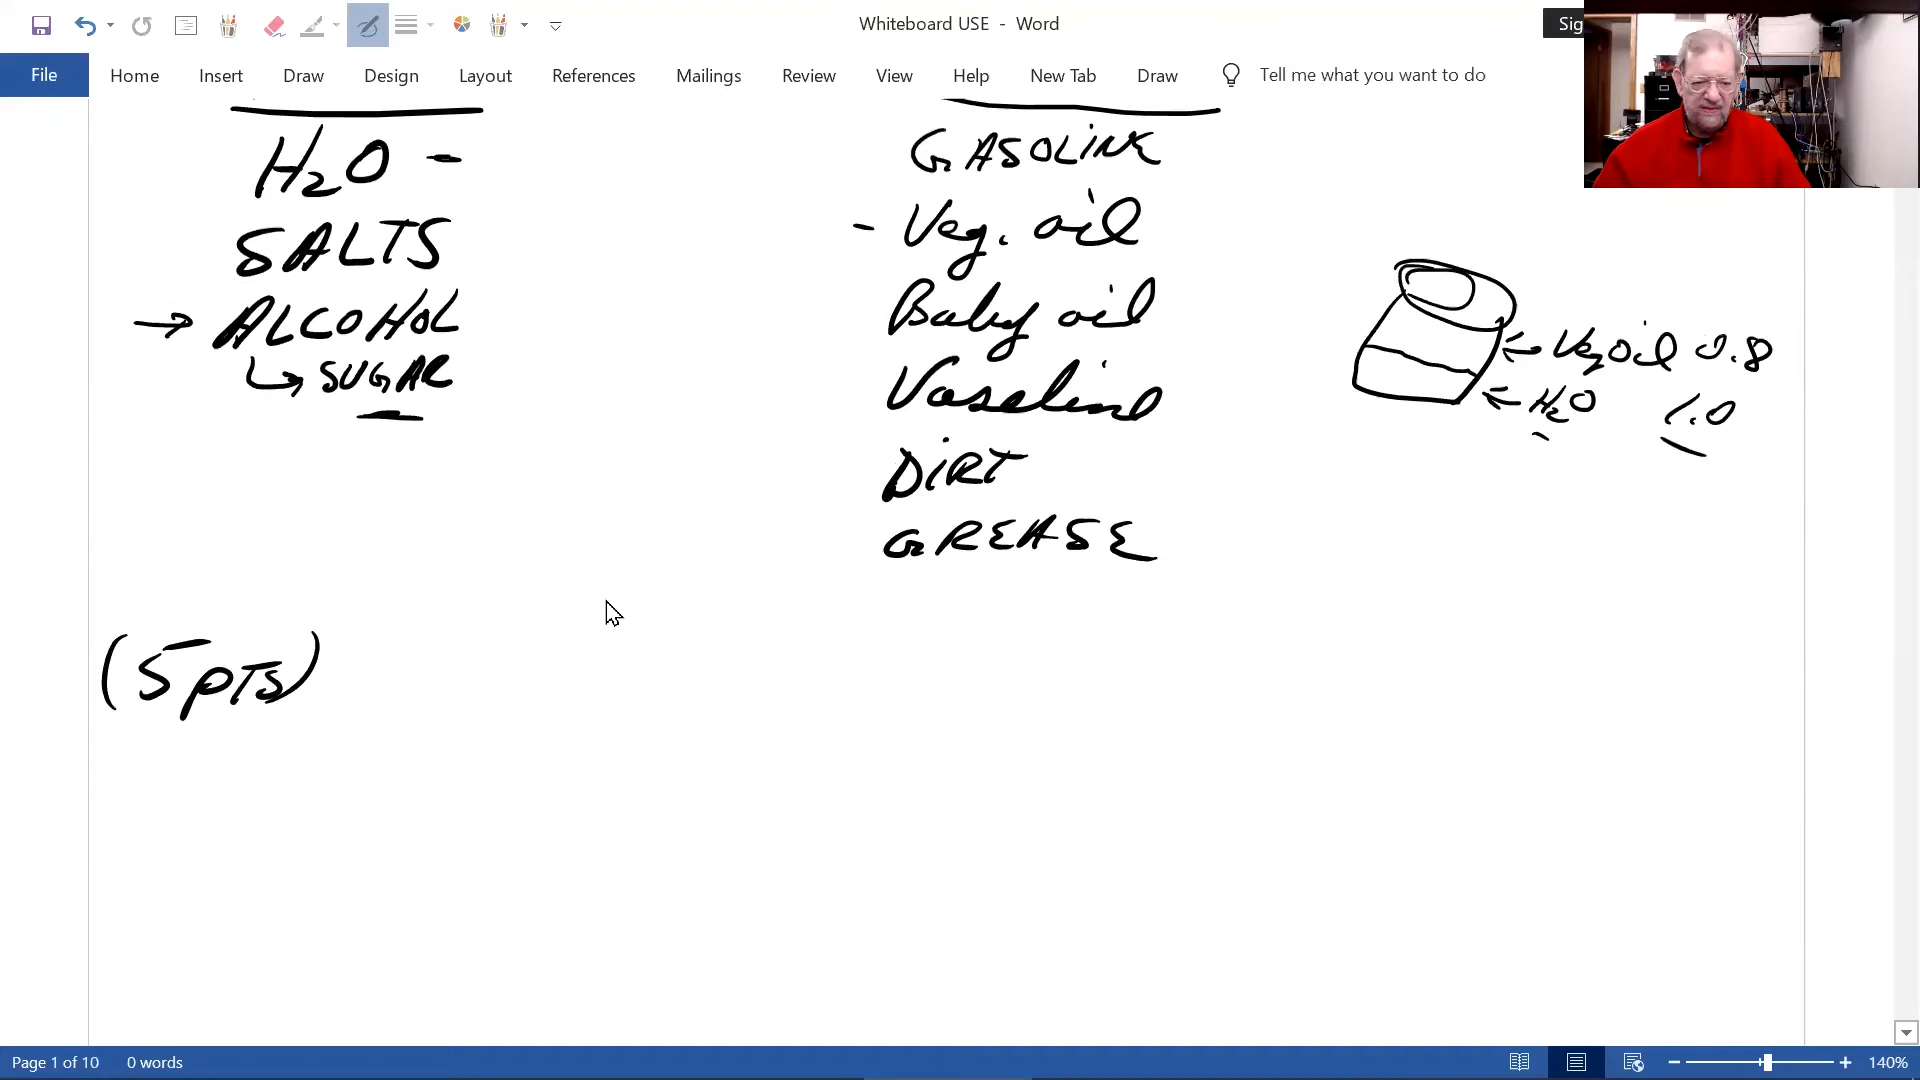 Whiteboard USE - Word
Sig
File Home Insert Draw Design Layout References Mailings Review View Help New Tab Draw Tell me what you want to do
H₂O -
SALTS
→ ALCOHOL
↳ SUGAR
GASOLINE
- Veg. oil
Baby oil
Vaseline
DIRT
GREASE
← Veg oil 0.8
← H₂O 1.0
(5 pTs)
Page 1 of 10 0 words
140%